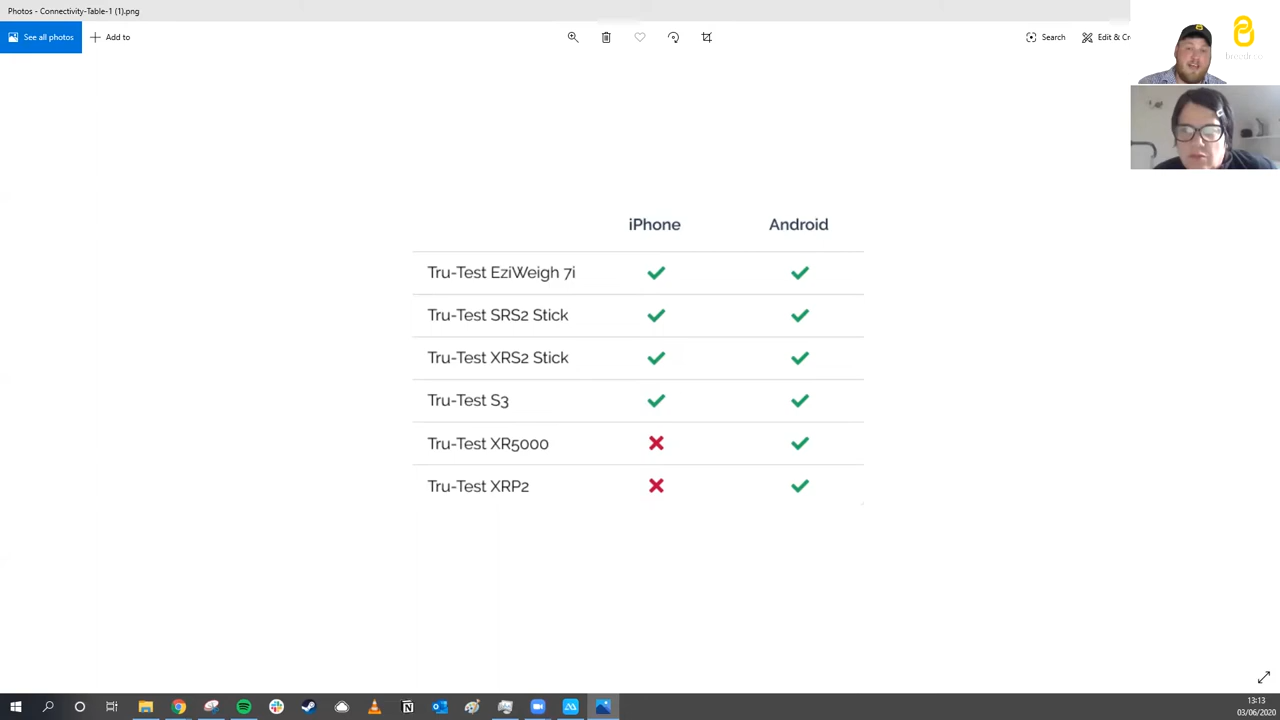 Photos - Connectivity-Table-1 (1).png
See all photos
Add to
Search
Edit & Cr
iPhone Android
Tru-Test EziWeigh 7i
Tru-Test SRS2 Stick
Tru-Test XRS2 Stick
Tru-Test S3
Tru-Test XR5000
Tru-Test XRP2
13:13
03/06/2020